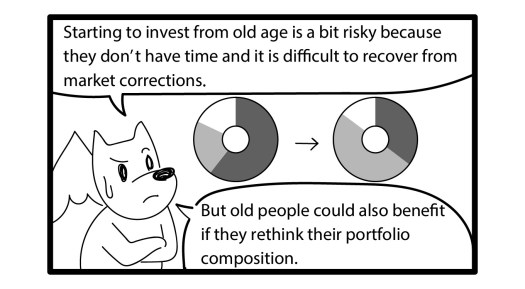 Starting to invest from old age is a bit risky because
they don't have time and it is difficult to recover from
market corrections.
But old people could also benefit
if they rethink their portfolio
composition.